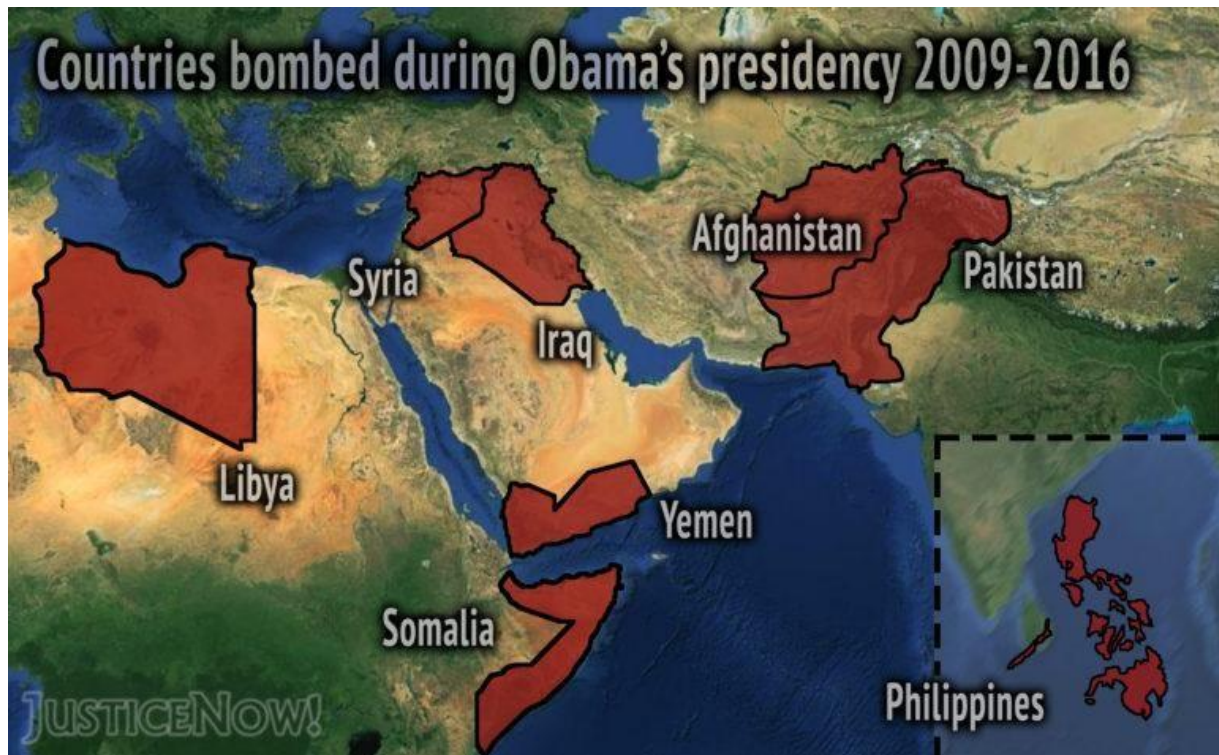 Countries bombed during Obama's presidency 2009-2016
Afghanistan
Pakistan
Syria
Iraq
Libya
Yemen
Somalia
Philippines
JUSTICENOW!